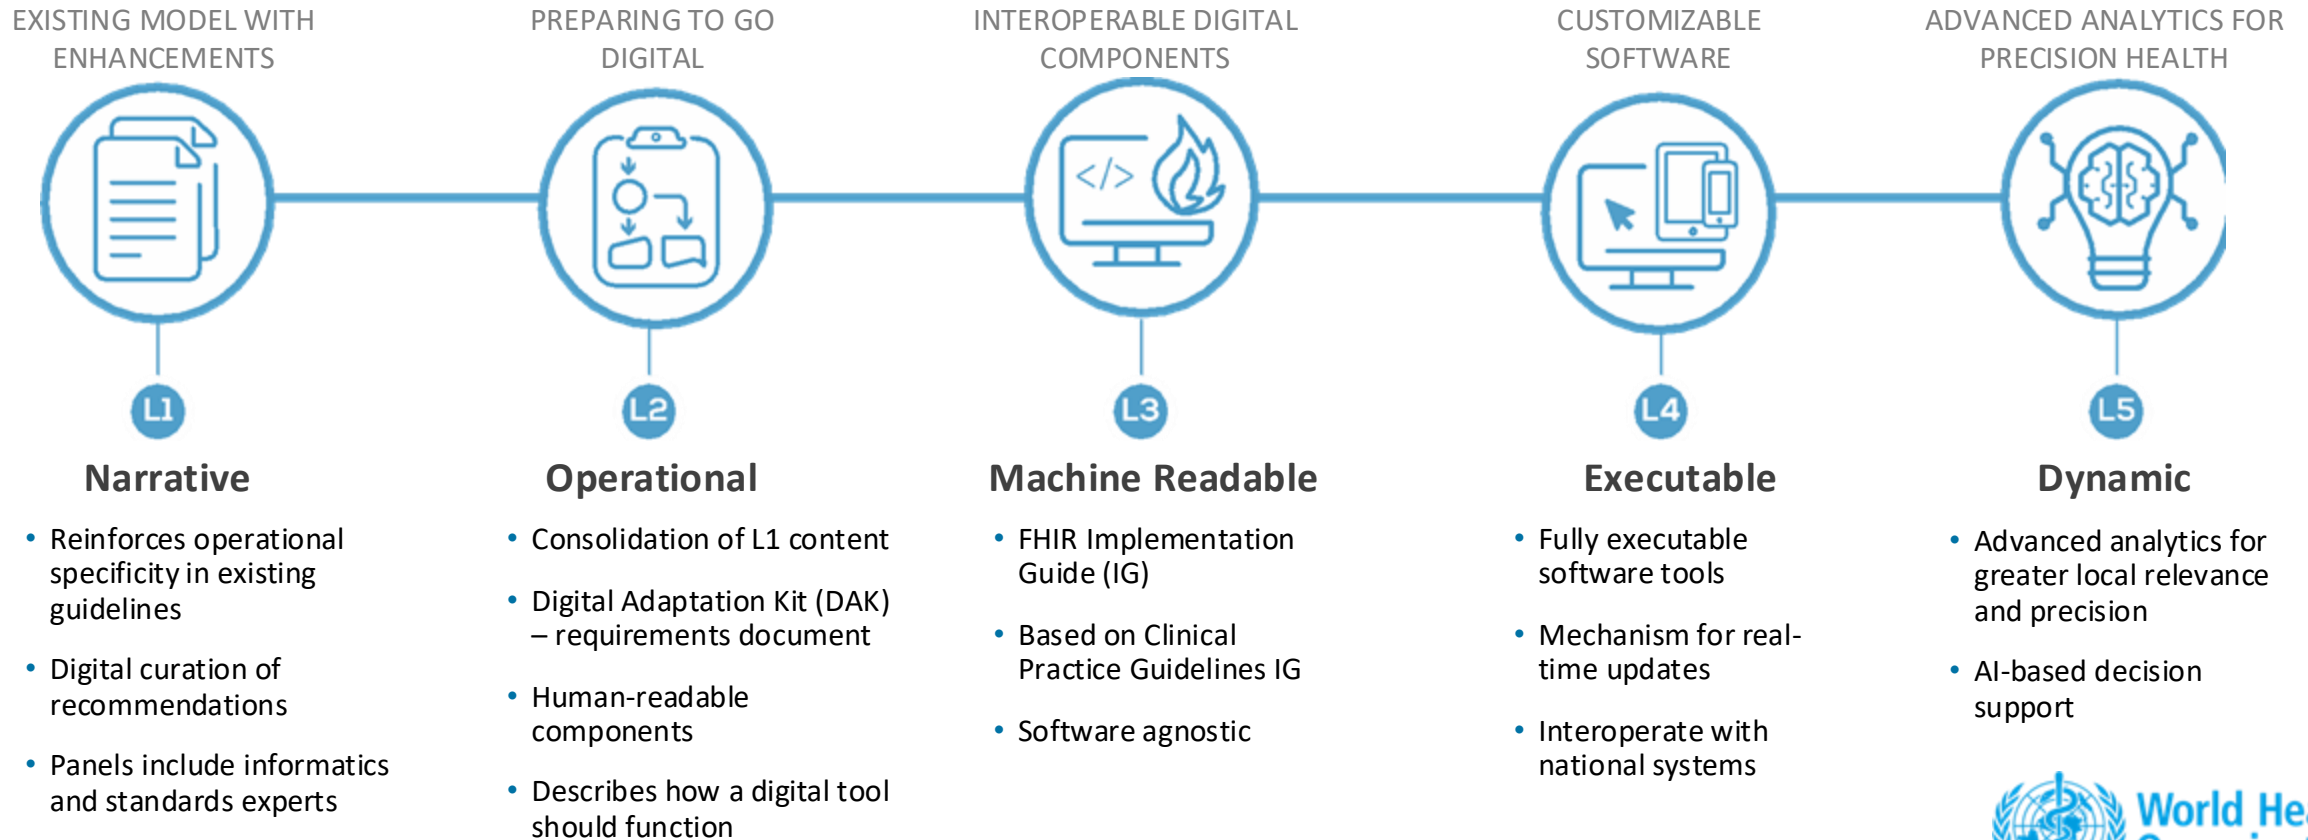 EXISTING MODEL WITH
ENHANCEMENTS
PREPARING TO GO
DIGITAL
INTEROPERABLE DIGITAL
COMPONENTS
CUSTOMIZABLE
SOFTWARE
ADVANCED ANALYTICS FOR
PRECISION HEALTH
</>
L1
L2
L3
L4
L5
Narrative
• Reinforces operational
specificity in existing
guidelines
• Digital curation of
recommendations
• Panels include informatics
and standards experts
Operational
• Consolidation of L1 content
• Digital Adaptation Kit (DAK)
– requirements document
• Human-readable
components
• Describes how a digital tool
should function
Machine Readable
• FHIR Implementation
Guide (IG)
• Based on Clinical
Practice Guidelines IG
• Software agnostic
Executable
• Fully executable
software tools
• Mechanism for real-
time updates
• Interoperate with
national systems
Dynamic
• Advanced analytics for
greater local relevance
and precision
• AI-based decision
support
World He